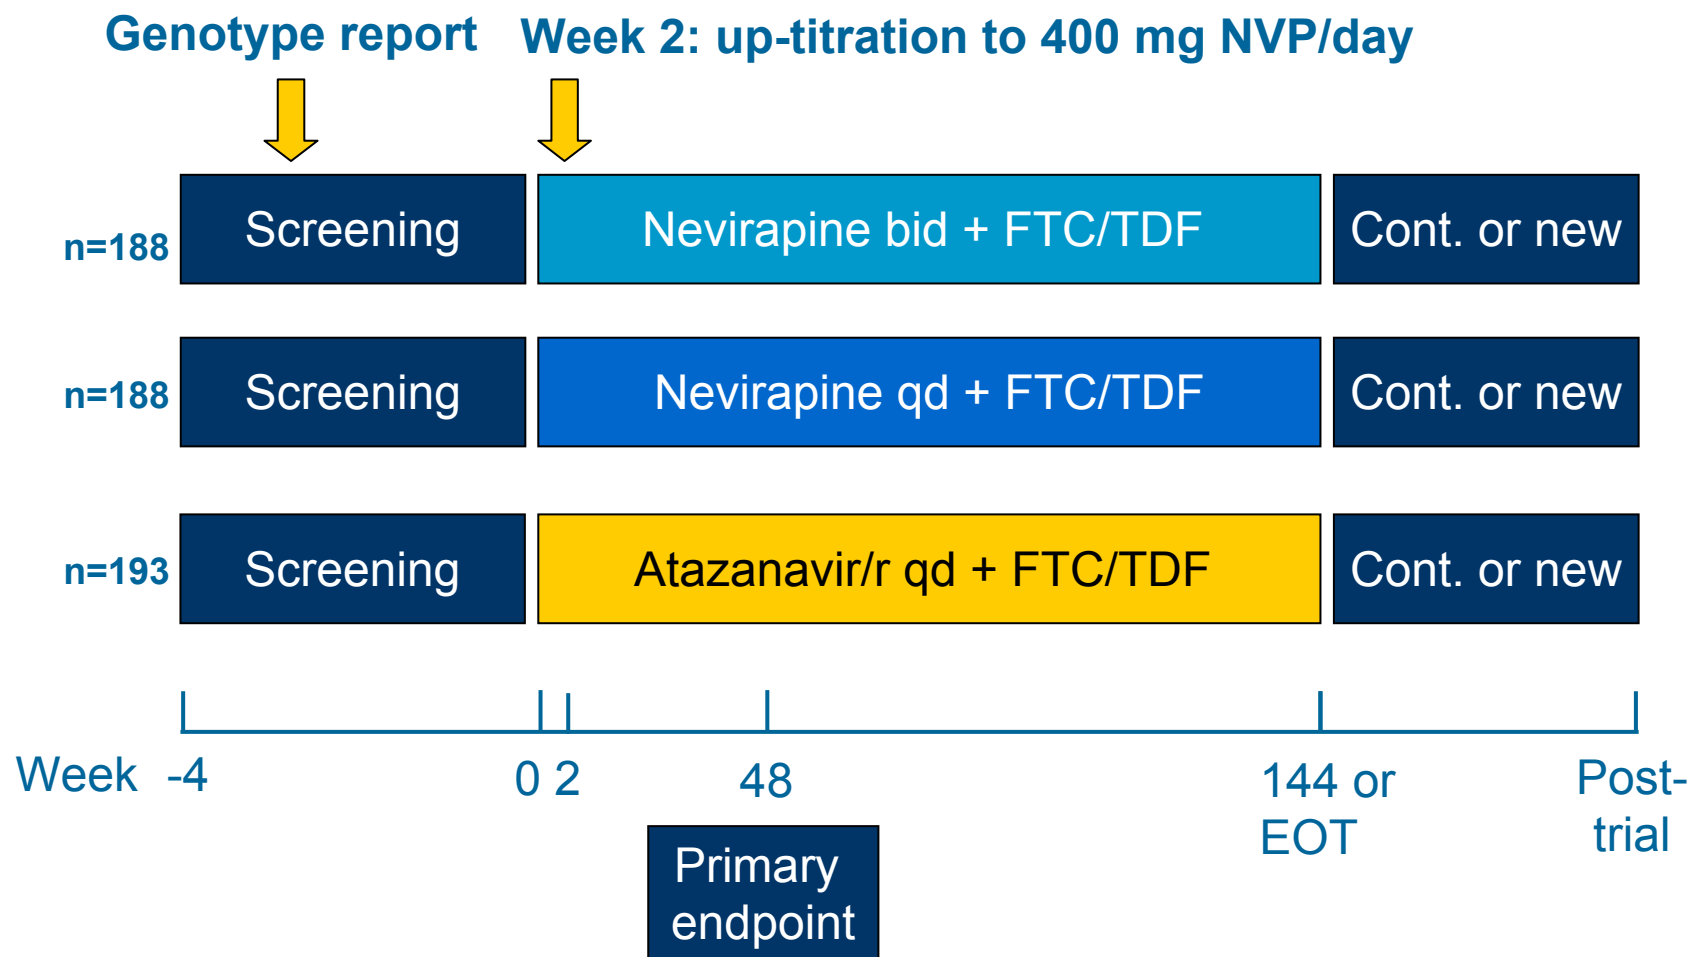 Genotype report
Week 2: up-titration to 400 mg NVP/day
n=188
Screening
Nevirapine bid + FTC/TDF
Cont. or new
n=188
Screening
Nevirapine qd + FTC/TDF
Cont. or new
n=193
Screening
Atazanavir/r qd + FTC/TDF
Cont. or new
Week
-4
0
2
48
144 or
EOT
Post-
trial
Primary
endpoint